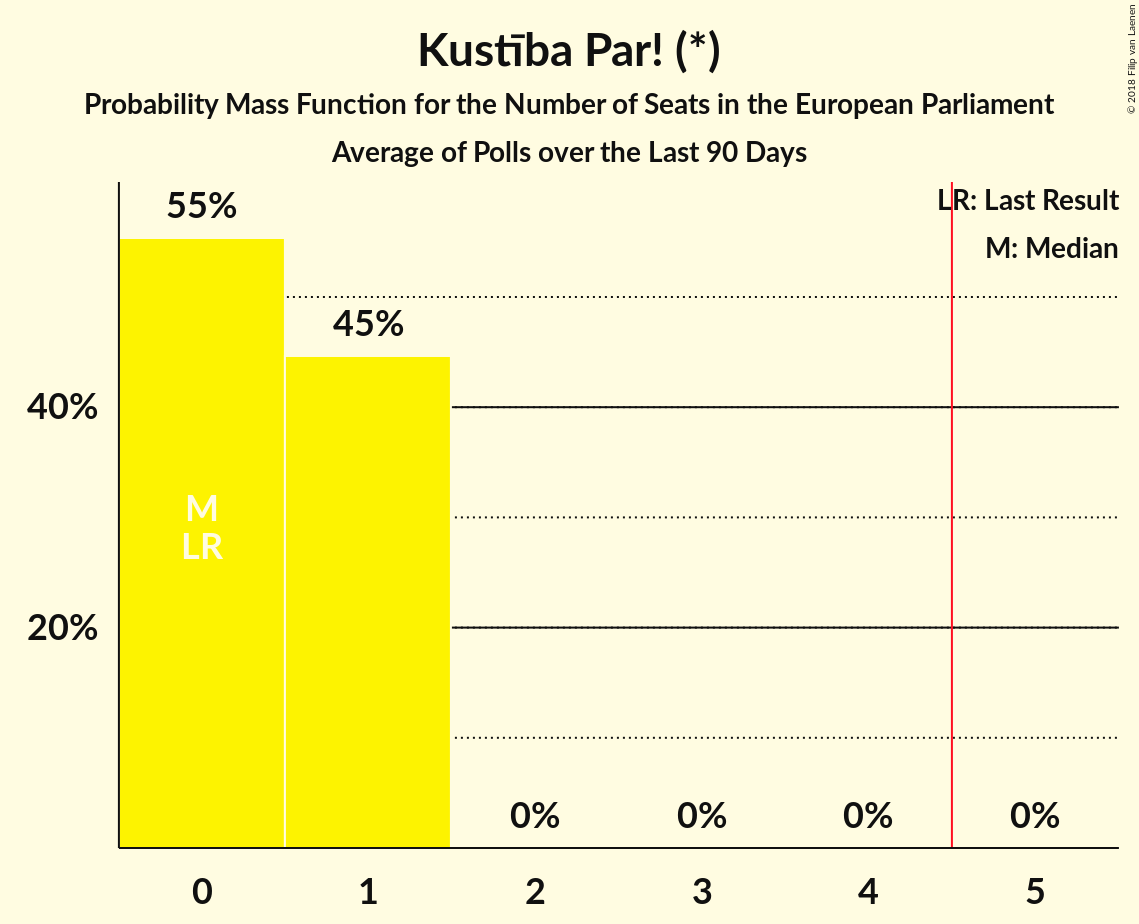 Kustība Par! (*)
Probability Mass Function for the Number of Seats in the European Parliament
Average of Polls over the Last 90 Days
© 2018 Filip van Laenen
LR: Last Result
M: Median
55%
45%
40%
M
LR
20%
0% 0% 0% 0%
0 1 2 3 4 5